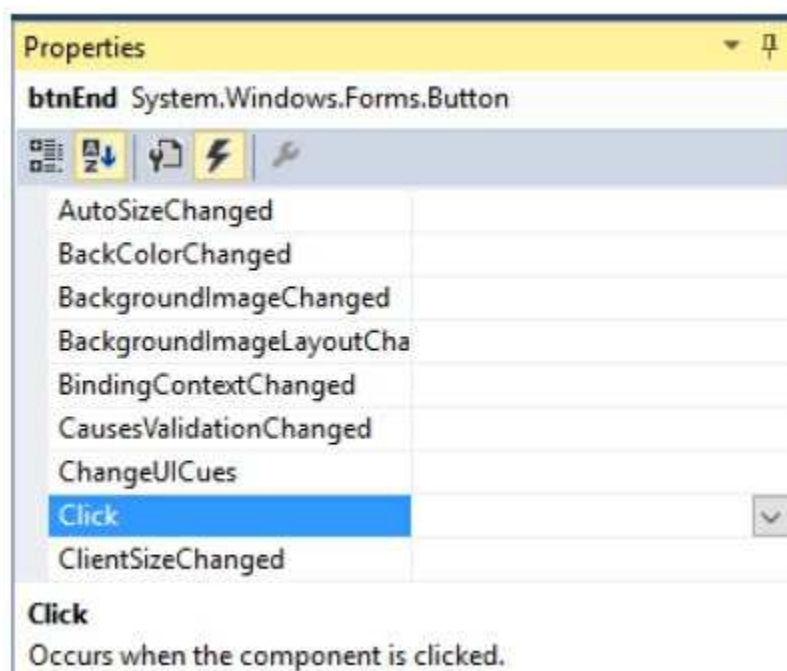 Properties
btnEnd System.Windows.Forms.Button
AutoSizeChanged
BackColorChanged
BackgroundImageChanged
BackgroundImageLayoutCha
BindingContextChanged
CausesValidationChanged
ChangeUICues
Click
ClientSizeChanged
Click
Occurs when the component is clicked.